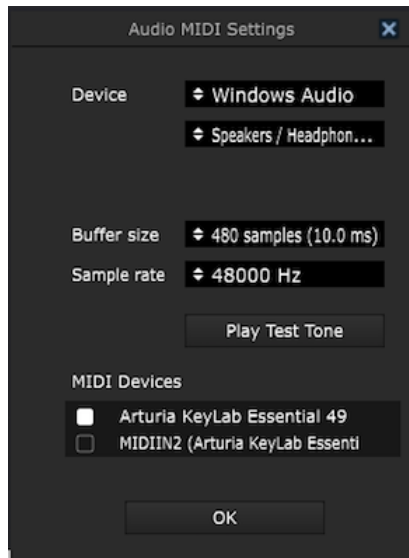 Audio MIDI Settings
Device Windows Audio
Speakers / Headphon...
Buffer size 480 samples (10.0 ms)
Sample rate 48000 Hz
Play Test Tone
MIDI Devices
Arturia KeyLab Essential 49
MIDIIN2 (Arturia KeyLab Essenti
OK